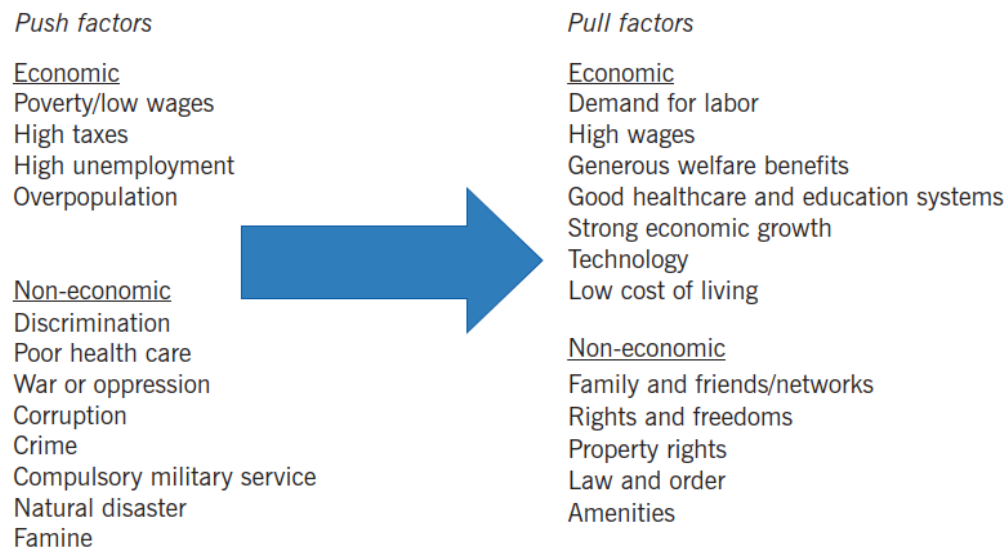 Push factors
Economic
Poverty/low wages
High taxes
High unemployment
Overpopulation
Non-economic
Discrimination
Poor health care
War or oppression
Corruption
Crime
Compulsory military service
Natural disaster
Famine
Pull factors
Economic
Demand for labor
High wages
Generous welfare benefits
Good healthcare and education systems
Strong economic growth
Technology
Low cost of living
Non-economic
Family and friends/networks
Rights and freedoms
Property rights
Law and order
Amenities